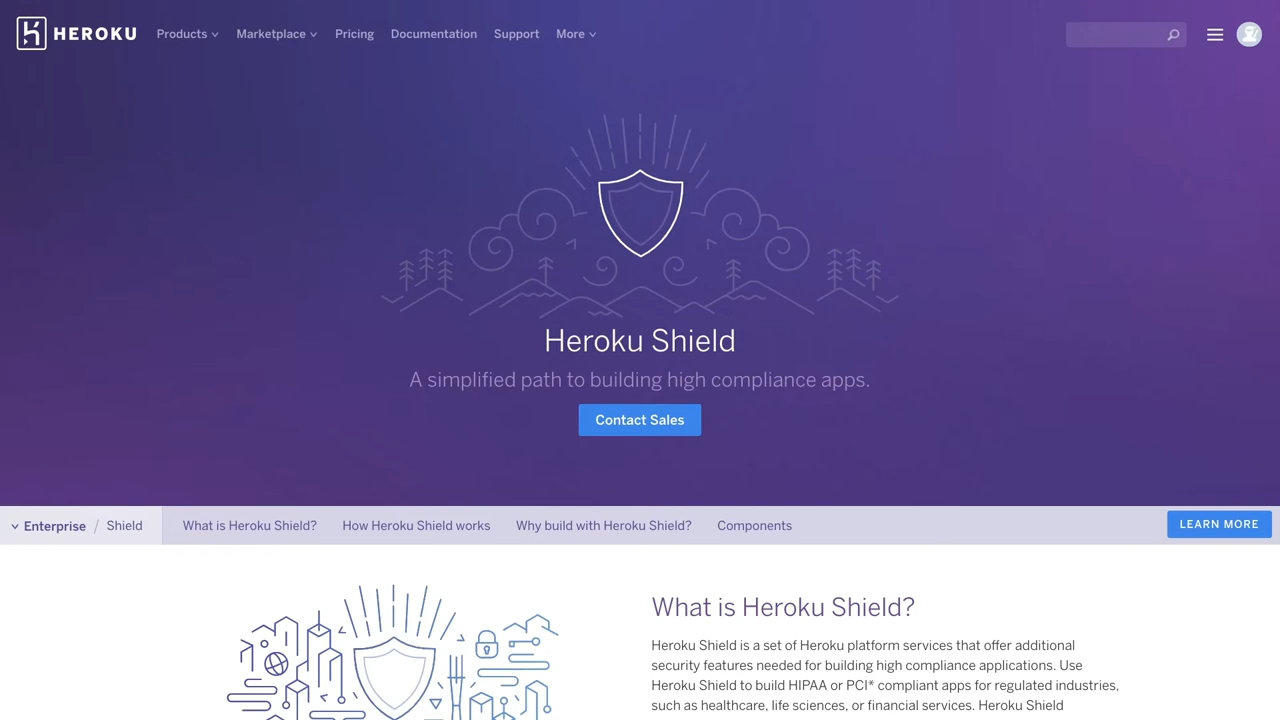 HEROKU Products Marketplace Pricing Documentation Support More
Heroku Shield
A simplified path to building high compliance apps.
Contact Sales
Enterprise / Shield What is Heroku Shield? How Heroku Shield works Why build with Heroku Shield? Components LEARN MORE
What is Heroku Shield?
Heroku Shield is a set of Heroku platform services that offer additional
security features needed for building high compliance applications. Use
Heroku Shield to build HIPAA or PCI* compliant apps for regulated industries,
such as healthcare, life sciences, or financial services. Heroku Shield